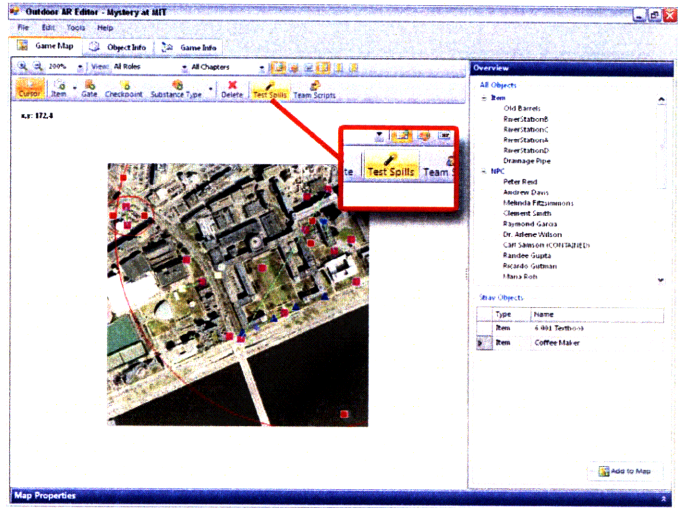 Outdoor AR Editor - Mystery at MIT
File Edit Tools Help
Game Map Object Info Game Info
200% View: All Roles All Chapters
Cursor Item Gate Checkpoint Substance Type Delete Test Spills Team Scripts
x,y: 172,4
te Test Spills Team S
Overview
All Objects
Item
Old Barrels
RiverStationB
RiverStationC
RiverStationA
RiverStationD
Drainage Pipe
NPC
Peter Reid
Andrew Davis
Melinda Fitzsimmons
Clement Smith
Raymond Garcia
Dr. Arlene Wilson
Carl Samson (CONTAINED)
Randee Gupta
Ricardo Gutman
Maria Roh
Stray Objects
Type Name
Item 6.001 Textbook
Item Coffee Maker
Add to Map
Map Properties